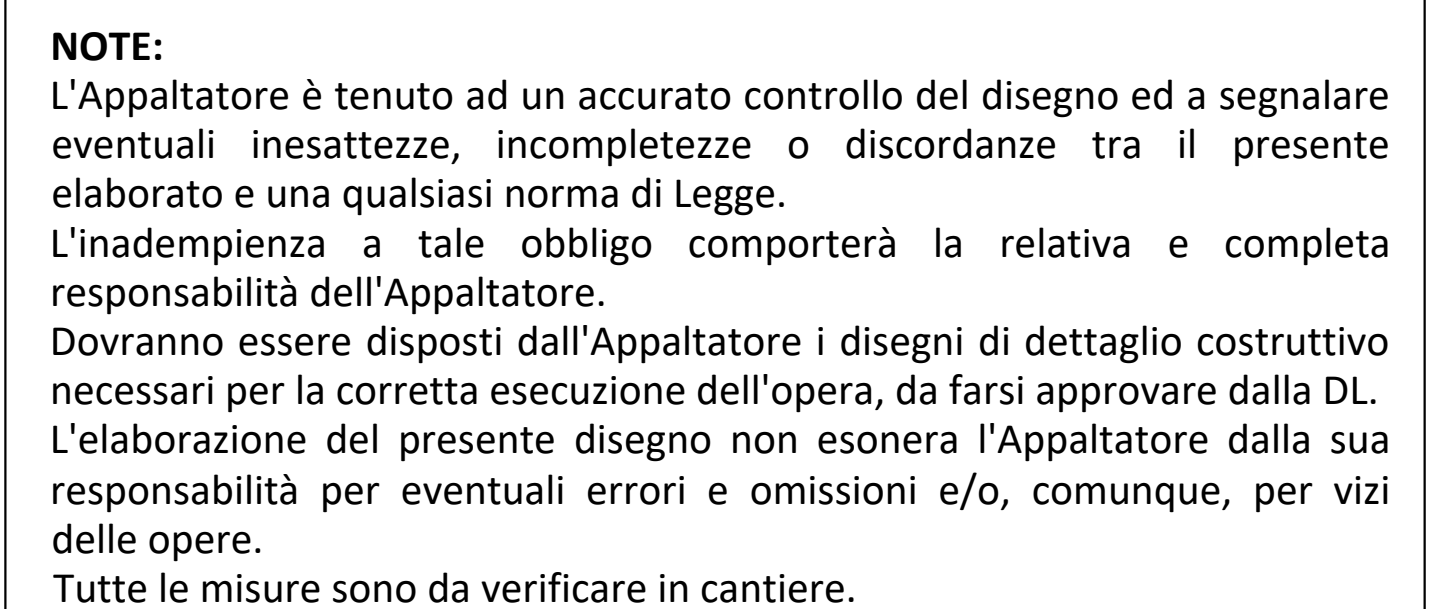 NOTE:
L'Appaltatore è tenuto ad un accurato controllo del disegno ed a segnalare
eventuali inesattezze, incompletezze o discordanze tra il presente
elaborato e una qualsiasi norma di Legge.
L'inadempienza a tale obbligo comporterà la relativa e completa
responsabilità dell'Appaltatore.
Dovranno essere disposti dall'Appaltatore i disegni di dettaglio costruttivo
necessari per la corretta esecuzione dell'opera, da farsi approvare dalla DL.
L'elaborazione del presente disegno non esonera l'Appaltatore dalla sua
responsabilità per eventuali errori e omissioni e/o, comunque, per vizi
delle opere.
Tutte le misure sono da verificare in cantiere.